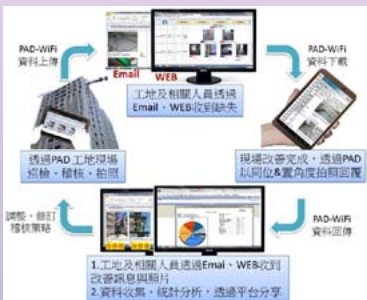 PAD-WiFi
資料上傳
Email
WEB
PAD-WiFi
資料下載
工地及相關人員透過
Email、WEB收到缺失
透過PAD工地現場
巡檢、稽核、拍照
現場改善完成，透過PAD
以同位&置角度拍照回覆
調整、修訂
稽核策略
PAD-WiFi
資料回傳
1.工地及相關人員透過Emai、WEB收到
改善訊息與照片
2.資料收集、統計分析，透過平台分享